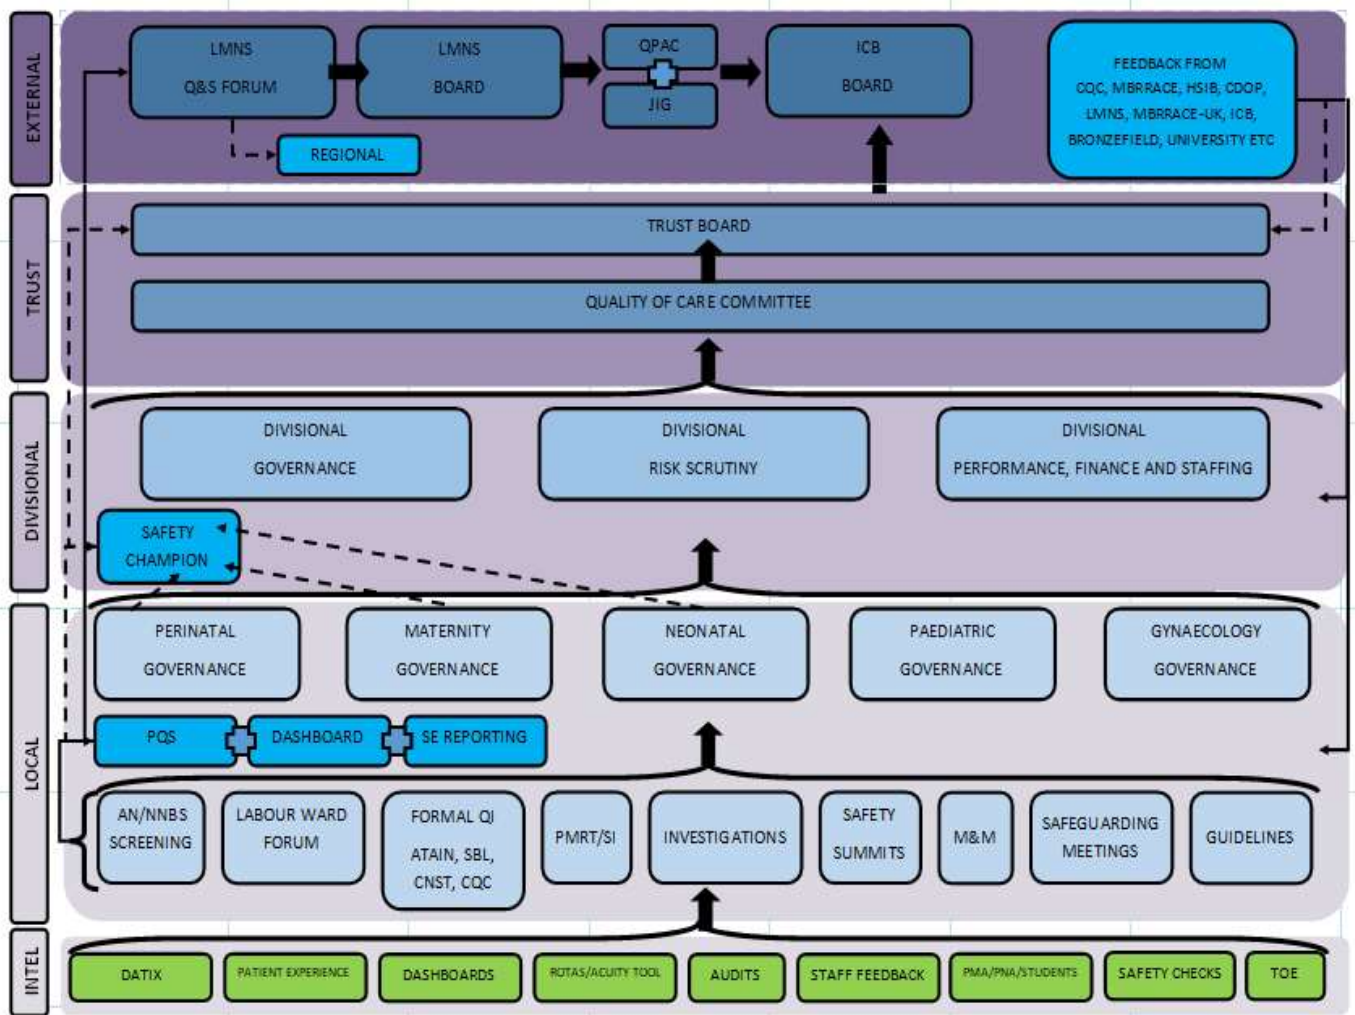 EXTERNAL
LMNS
Q&S FORUM
LMNS
BOARD
QPAC
JIG
ICB
BOARD
FEEDBACK FROM
CQC, MBRRACE, HSIB, CDOP,
LMNS, MBRRACE-UK, ICB,
BRONZEFIELD, UNIVERSITY ETC
REGIONAL
TRUST
TRUST BOARD
QUALITY OF CARE COMMITTEE
DIVISIONAL
DIVISIONAL
GOVERNANCE
DIVISIONAL
RISK SCRUTINY
DIVISIONAL
PERFORMANCE, FINANCE AND STAFFING
SAFETY
CHAMPION
LOCAL
PERINATAL
GOVERNANCE
MATERNITY
GOVERNANCE
NEONATAL
GOVERNANCE
PAEDIATRIC
GOVERNANCE
GYNAECOLOGY
GOVERNANCE
PQS
DASHBOARD
SE REPORTING
AN/NNBS
SCREENING
LABOUR WARD
FORUM
FORMAL QI
ATAIN, SBL,
CNST, CQC
PMRT/SI
INVESTIGATIONS
SAFETY
SUMMITS
M&M
SAFEGUARDING
MEETINGS
GUIDELINES
INTEL
DATIX
PATIENT EXPERIENCE
DASHBOARDS
ROTAS/ACUITY TOOL
AUDITS
STAFF FEEDBACK
PMA/PNA/STUDENTS
SAFETY CHECKS
TOE